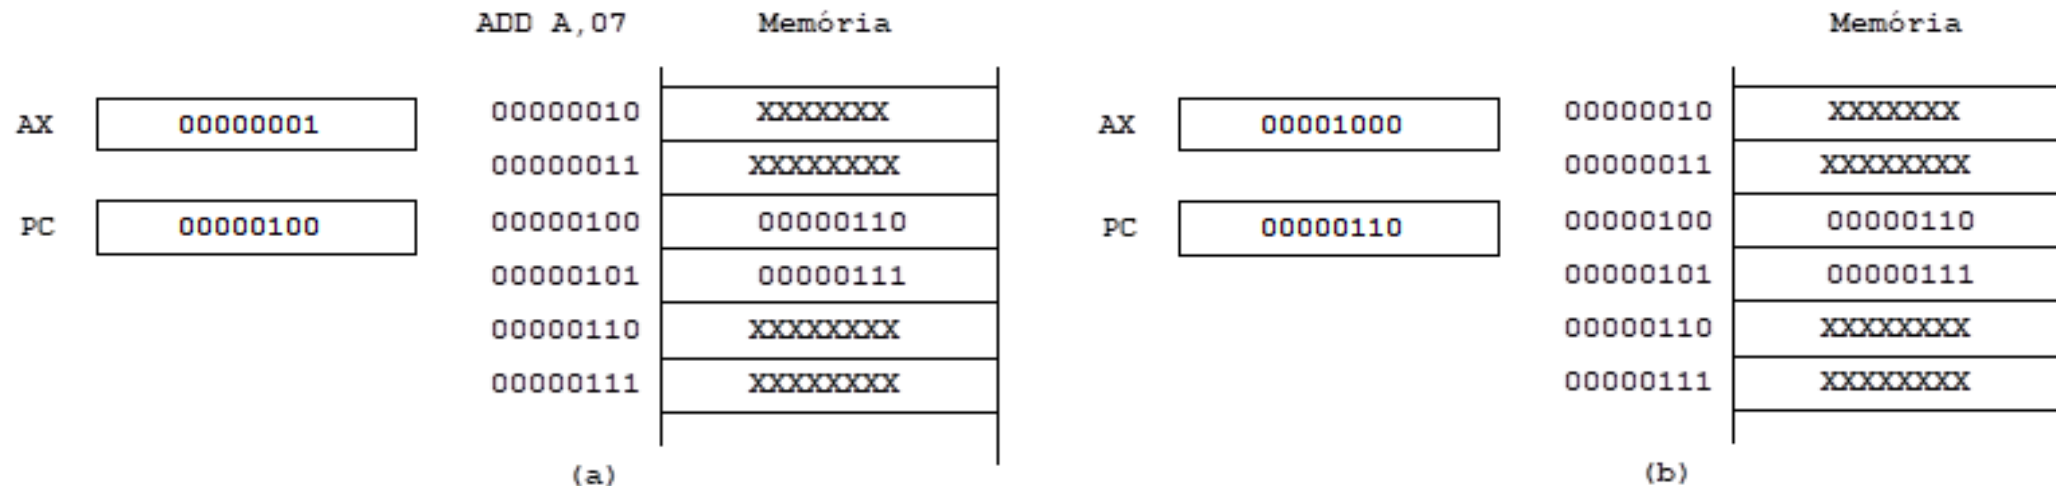 ADD A,07 Memória Memória
00000010 XXXXXXX 00000010 XXXXXXX
AX 00000001 AX 00001000
00000011 XXXXXXXX 00000011 XXXXXXXX
PC 00000100 00000100 00000110 PC 00000110 00000100 00000110
00000101 00000111 00000101 00000111
00000110 XXXXXXXX 00000110 XXXXXXXX
00000111 XXXXXXXX 00000111 XXXXXXXX
(a) (b)